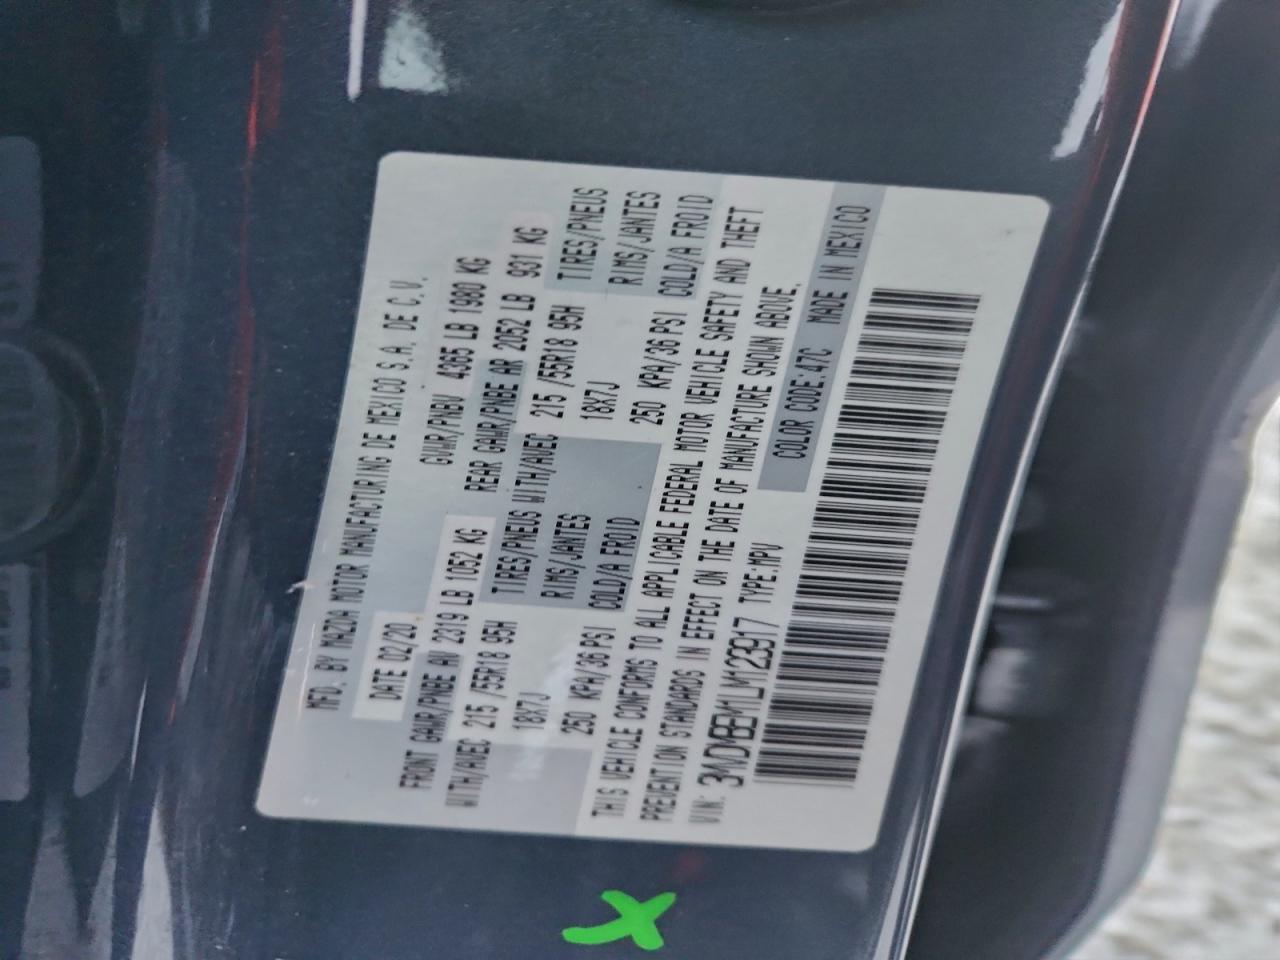 MFD. BY MAZDA MOTOR MANUFACTURING DE MEXICO S.A. DE C.V.
DATE 02/20 GVWR/PNBV 4365 LB 1980 KG
FRONT GAWR/PNBE AV 2319 LB 1052 KG REAR GAWR/PNBE AR 2052 LB 931 KG
TIRES/PNEUS WITH/AVEC 215 /55R18 95H TIRES/PNEUS
WITH/AVEC 215 /55R18 95H RIMS/JANTES 18X7J RIMS/JANTES
18X7J COLD/A FROID 250 KPA/36 PSI COLD/A FROID
250 KPA/36 PSI
THIS VEHICLE CONFORMS TO ALL APPLICABLE FEDERAL MOTOR VEHICLE SAFETY AND THEFT
PREVENTION STANDARDS IN EFFECT ON THE DATE OF MANUFACTURE SHOWN ABOVE.
VIN: TYPE:MPV COLOR CODE:47C MADE IN MEXICO